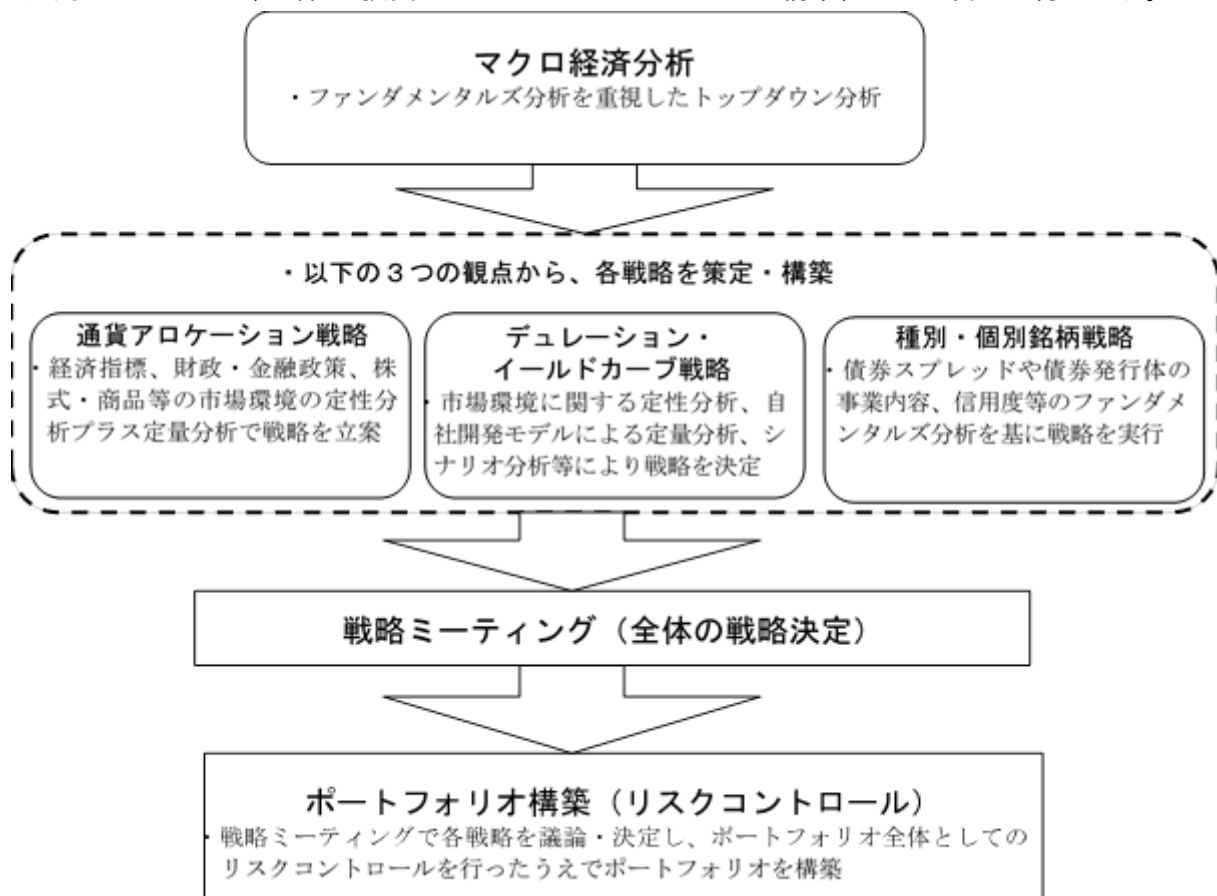 マクロ経済分析
・ファンダメンタルズ分析を重視したトップダウン分析
・以下の３つの観点から、各戦略を策定・構築
通貨アロケーション戦略
・経済指標、財政・金融政策、株
式・商品等の市場環境の定性分
析プラス定量分析で戦略を立案
デュレーション・
イールドカーブ戦略
・市場環境に関する定性分析、自
社開発モデルによる定量分析、シ
ナリオ分析等により戦略を決定
種別・個別銘柄戦略
・債券スプレッドや債券発行体の
事業内容、信用度等のファンダメ
ンタルズ分析を基に戦略を実行
戦略ミーティング（全体の戦略決定）
ポートフォリオ構築（リスクコントロール）
・戦略ミーティングで各戦略を議論・決定し、ポートフォリオ全体としての
リスクコントロールを行ったうえでポートフォリオを構築